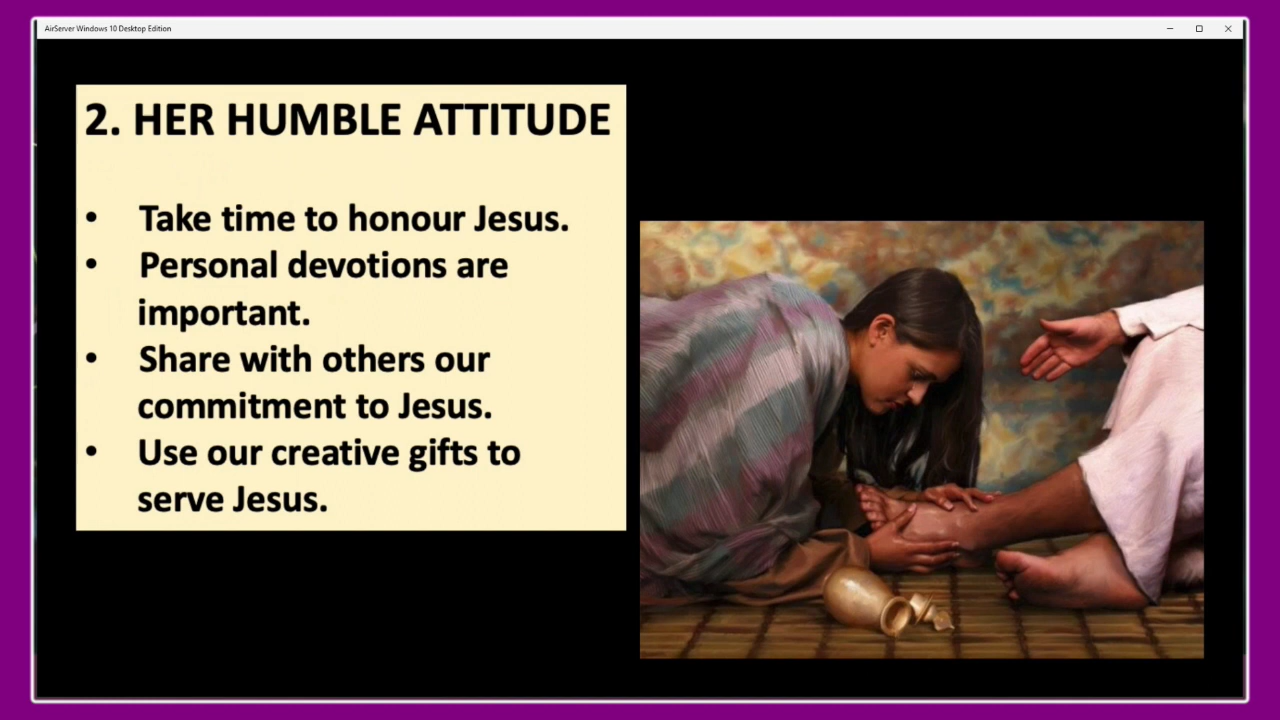 AirServer Windows 10 Desktop Edition
2. HER HUMBLE ATTITUDE
• Take time to honour Jesus.
• Personal devotions are
important.
• Share with others our
commitment to Jesus.
• Use our creative gifts to
serve Jesus.